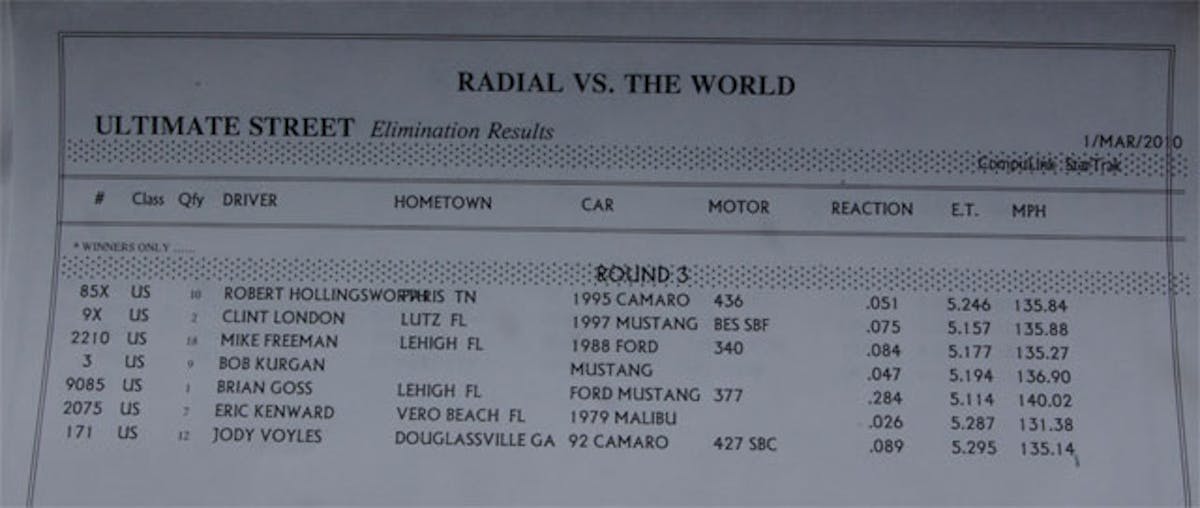 RADIAL VS. THE WORLD
ULTIMATE STREET Elimination Results
1/MAR/2010
CompuLink StarTrak
# Class Qfy DRIVER HOMETOWN CAR MOTOR REACTION E.T. MPH
* WINNERS ONLY ......
ROUND 3
85X US 10 ROBERT HOLLINGSWORTH PARIS TN 1995 CAMARO 436 .051 5.246 135.84
9X US 2 CLINT LONDON LUTZ FL 1997 MUSTANG BES SBF .075 5.157 135.88
2210 US 18 MIKE FREEMAN LEHIGH FL 1988 FORD 340 .084 5.177 135.27
3 US 9 BOB KURGAN MUSTANG .047 5.194 136.90
9085 US 1 BRIAN GOSS LEHIGH FL FORD MUSTANG 377 .284 5.114 140.02
2075 US 7 ERIC KENWARD VERO BEACH FL 1979 MALIBU .026 5.287 131.38
171 US 12 JODY VOYLES DOUGLASSVILLE GA 92 CAMARO 427 SBC .089 5.295 135.14